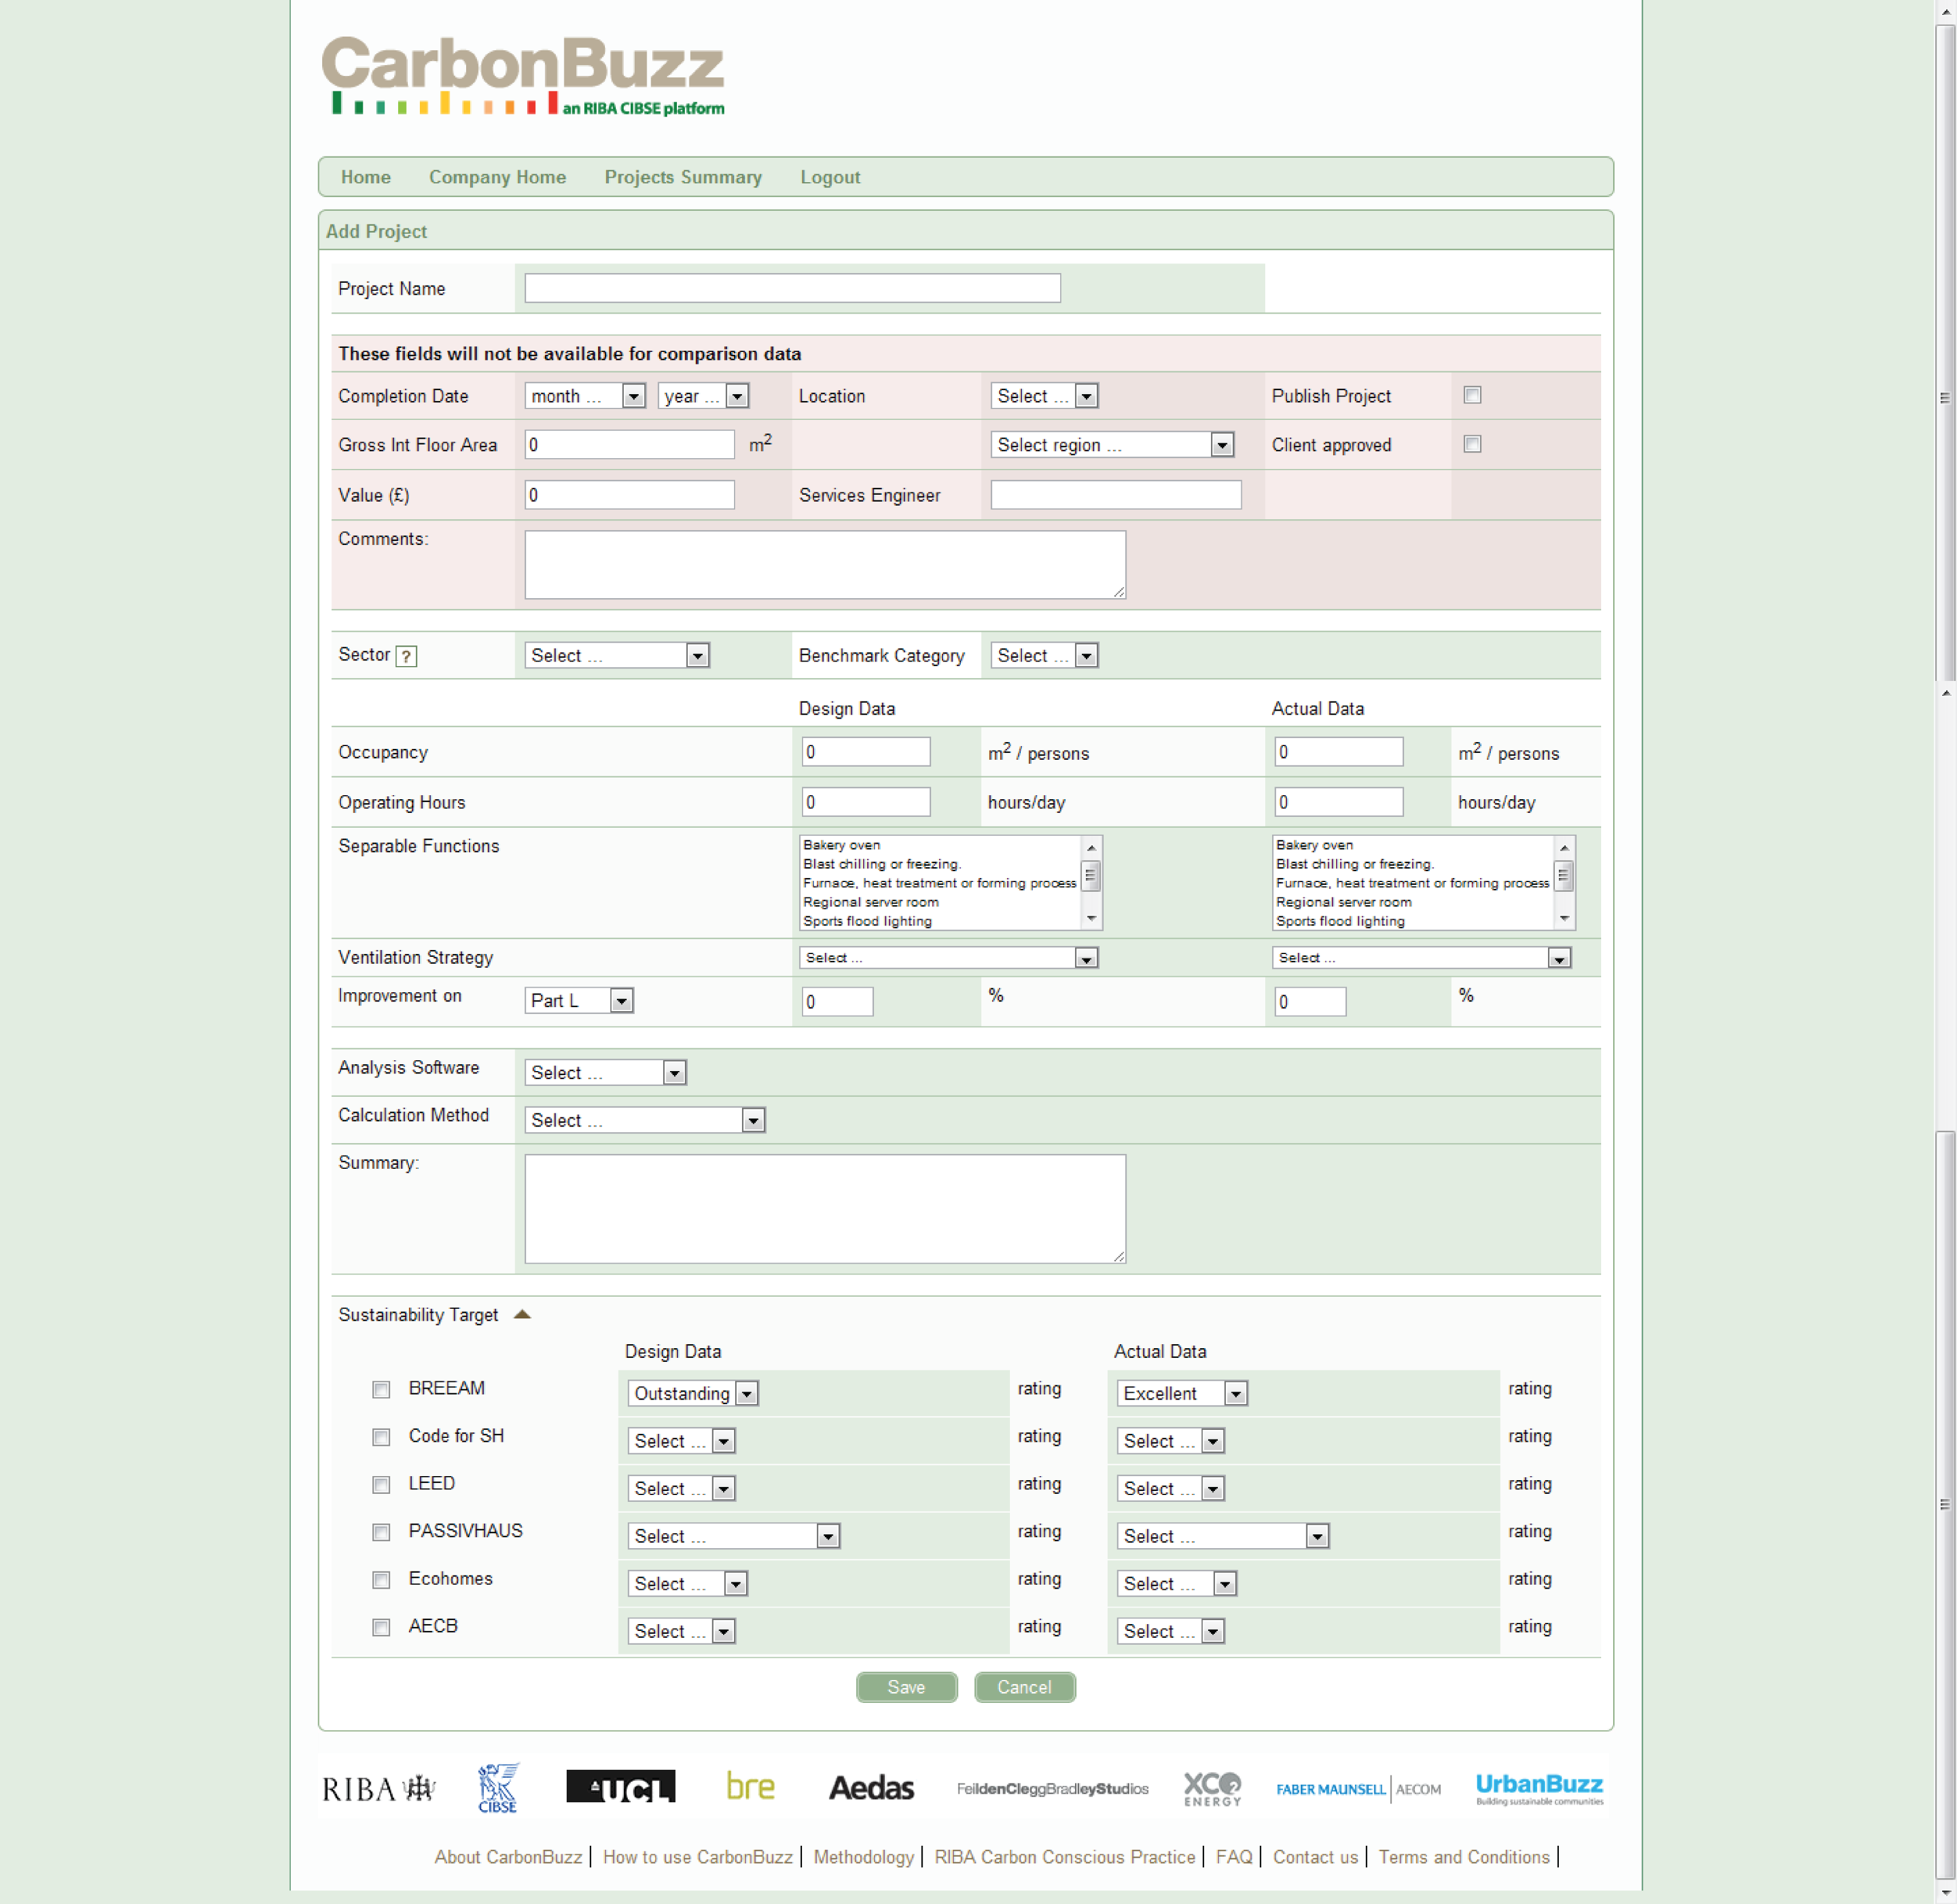 CarbonBuzz
an RIBA CIBSE platform
Home Company Home Projects Summary Logout
Add Project
Project Name
These fields will not be available for comparison data
Completion Date month ... year ... Location Select ... Publish Project
Gross Int Floor Area 0 m2 Select region ... Client approved
Value (£) 0 Services Engineer
Comments:
Sector ? Select ... Benchmark Category Select ...
Design Data Actual Data
Occupancy 0 m2 / persons 0 m2 / persons
Operating Hours 0 hours/day 0 hours/day
Separable Functions Bakery oven Bakery oven
Blast chilling or freezing. Blast chilling or freezing.
Furnace, heat treatment or forming process Furnace, heat treatment or forming process
Regional server room Regional server room
Sports flood lighting Sports flood lighting
Ventilation Strategy Select ... Select ...
Improvement on Part L 0 % 0 %
Analysis Software Select ...
Calculation Method Select ...
Summary:
Sustainability Target
Design Data Actual Data
BREEAM Outstanding rating Excellent rating
Code for SH Select ... rating Select ... rating
LEED Select ... rating Select ... rating
PASSIVHAUS Select ... rating Select ... rating
Ecohomes Select ... rating Select ... rating
AECB Select ... rating Select ... rating
Save Cancel
RIBA CIBSE UCL bre Aedas FeildenCleggBradleyStudios XCO2 ENERGY FABER MAUNSELL AECOM UrbanBuzz
Building sustainable communities
About CarbonBuzz | How to use CarbonBuzz | Methodology | RIBA Carbon Conscious Practice | FAQ | Contact us | Terms and Conditions |